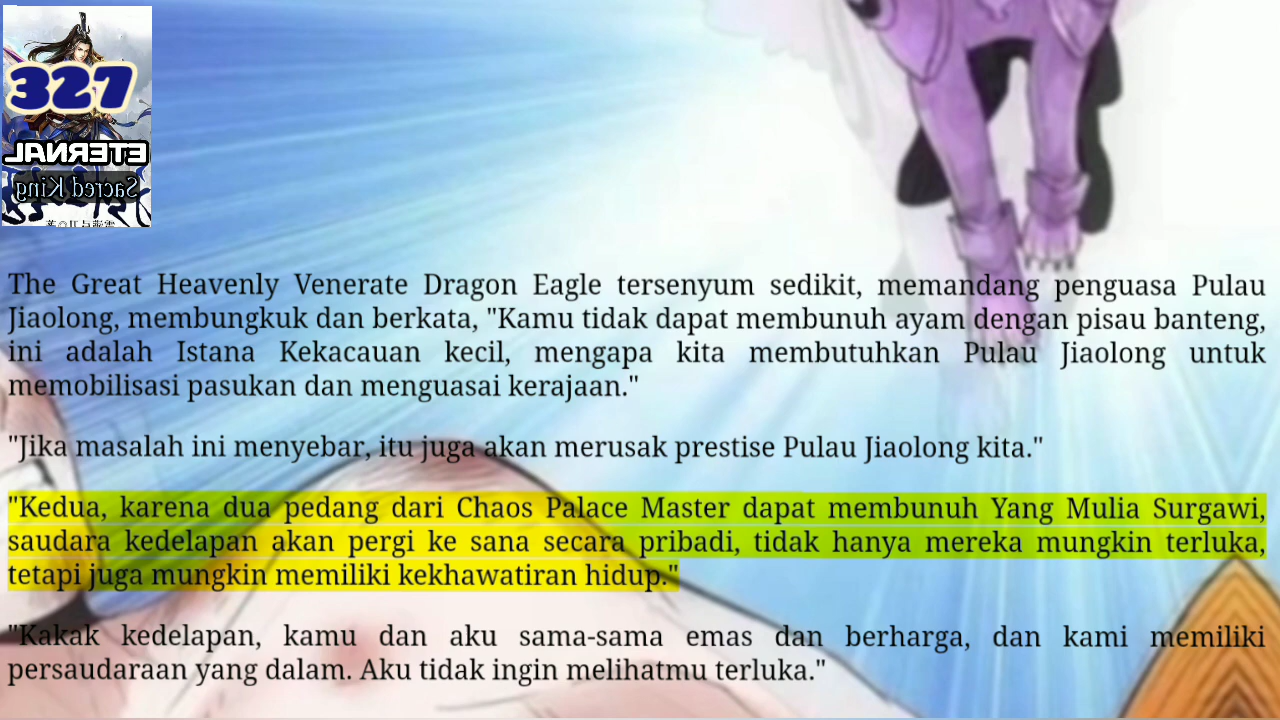 327
ETERNAL
Sacred King
The Great Heavenly Venerate Dragon Eagle tersenyum sedikit, memandang penguasa Pulau
Jiaolong, membungkuk dan berkata, "Kamu tidak dapat membunuh ayam dengan pisau banteng,
ini adalah Istana Kekacauan kecil, mengapa kita membutuhkan Pulau Jiaolong untuk
memobilisasi pasukan dan menguasai kerajaan."
"Jika masalah ini menyebar, itu juga akan merusak prestise Pulau Jiaolong kita."
"Kedua, karena dua pedang dari Chaos Palace Master dapat membunuh Yang Mulia Surgawi,
saudara kedelapan akan pergi ke sana secara pribadi, tidak hanya mereka mungkin terluka,
tetapi juga mungkin memiliki kekhawatiran hidup."
"Kakak kedelapan, kamu dan aku sama-sama emas dan berharga, dan kami memiliki
persaudaraan yang dalam. Aku tidak ingin melihatmu terluka."